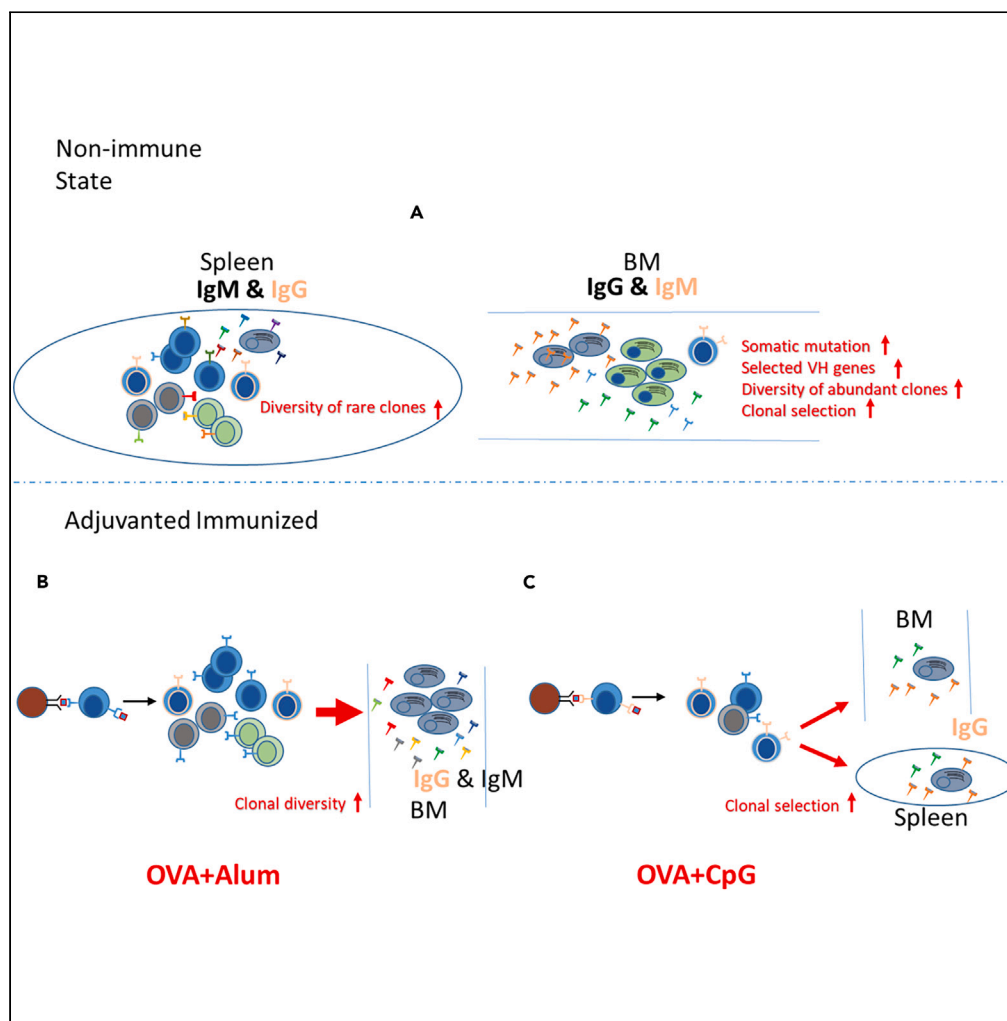 Non-immune
State
A
Spleen
IgM & IgG
Diversity of rare clones
BM
IgG & IgM
Somatic mutation
Selected VH genes
Diversity of abundant clones
Clonal selection
Adjuvanted Immunized
B
Clonal diversity
IgG & IgM
BM
OVA+Alum
C
BM
IgG
Clonal selection
Spleen
OVA+CpG